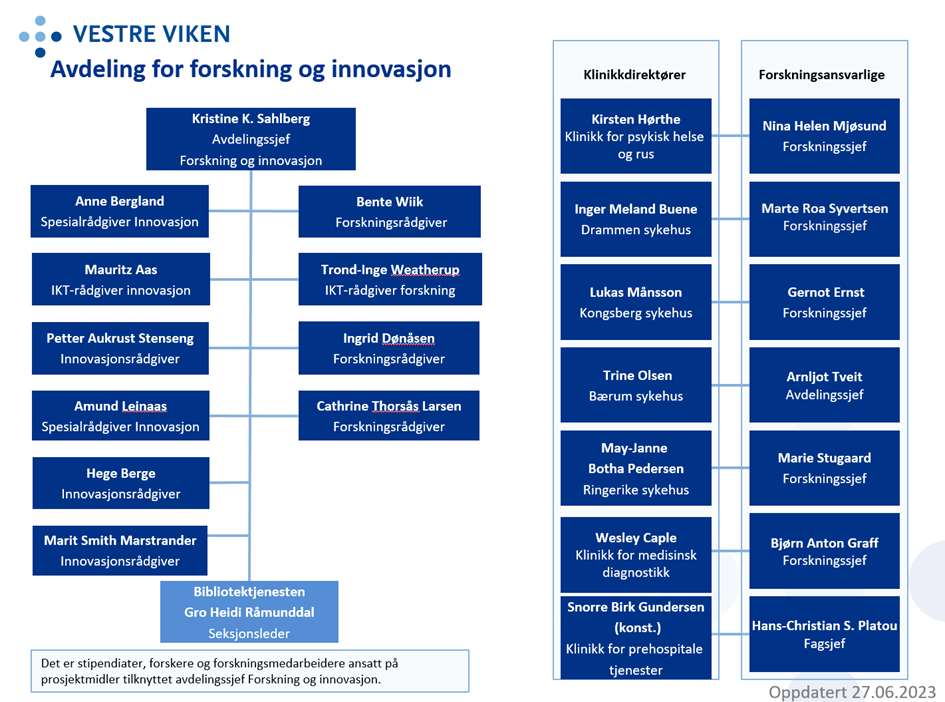 VESTRE VIKEN
Avdeling for forskning og innovasjon
Kristine K. Sahlberg
Avdelingssjef
Forskning og innovasjon
Anne Bergland
Spesialrådgiver Innovasjon
Bente Wiik
Forskningsrådgiver
Mauritz Aas
IKT-rådgiver innovasjon
Trond-Inge Weatherup
IKT-rådgiver forskning
Petter Aukrust Stenseng
Innovasjonsrådgiver
Ingrid Dønåsen
Forskningsrådgiver
Amund Leinaas
Spesialrådgiver Innovasjon
Cathrine Thorsås Larsen
Forskningsrådgiver
Hege Berge
Innovasjonsrådgiver
Marit Smith Marstrander
Innovasjonsrådgiver
Bibliotektjenesten
Gro Heidi Råmunddal
Seksjonsleder
Det er stipendiater, forskere og forskningsmedarbeidere ansatt på
prosjektmidler tilknyttet avdelingssjef Forskning og innovasjon.
Klinikkdirektører
Forskningsansvarlige
Kirsten Hørthe
Klinikk for psykisk helse
og rus
Nina Helen Mjøsund
Forskningssjef
Inger Meland Buene
Drammen sykehus
Marte Roa Syvertsen
Forskningssjef
Lukas Månsson
Kongsberg sykehus
Gernot Ernst
Forskningssjef
Trine Olsen
Bærum sykehus
Arnljot Tveit
Avdelingssjef
May-Janne
Botha Pedersen
Ringerike sykehus
Marie Stugaard
Forskningssjef
Wesley Caple
Klinikk for medisinsk
diagnostikk
Bjørn Anton Graff
Forskningssjef
Snorre Birk Gundersen
(konst.)
Klinikk for prehospitale
tjenester
Hans-Christian S. Platou
Fagsjef
Oppdatert 27.06.2023